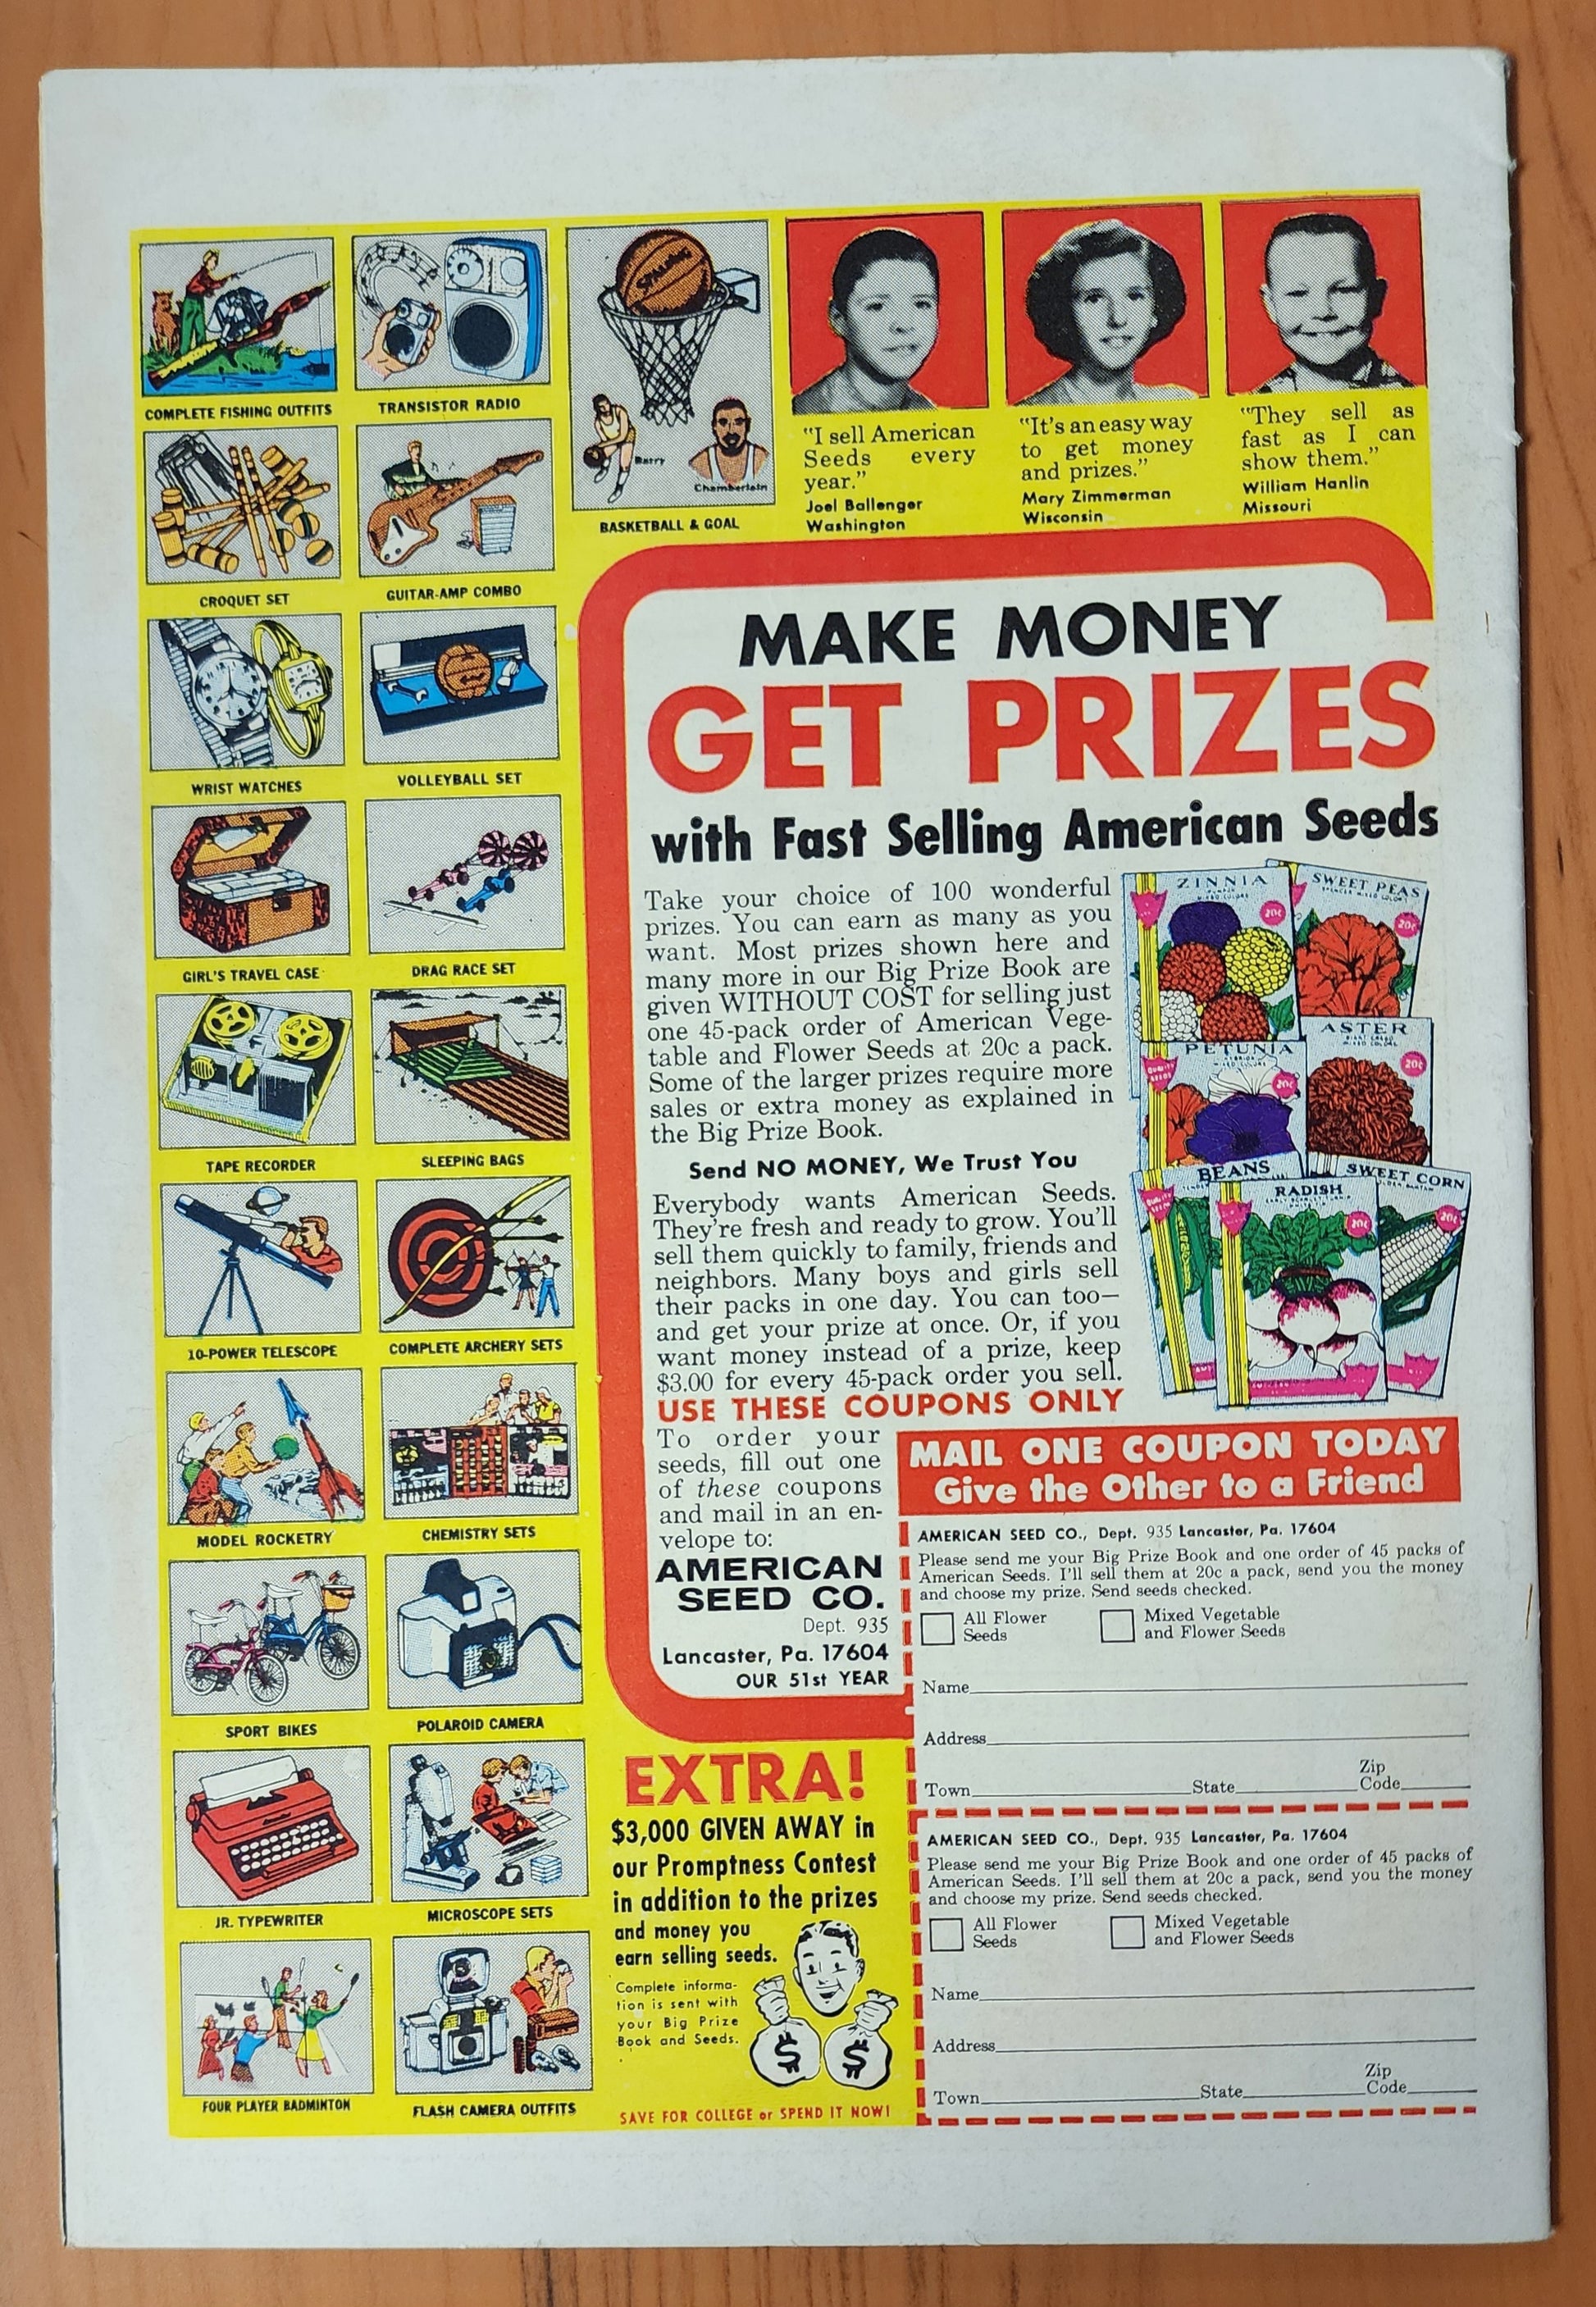 COMPLETE FISHING OUTFITS
TRANSISTOR RADIO
SPALDING
Barry
Chamberlain
BASKETBALL & GOAL
"I sell American
Seeds every
year."
Joel Ballenger
Washington
"It's an easy way
to get money
and prizes."
Mary Zimmerman
Wisconsin
"They sell as
fast as I can
show them."
William Hanlin
Missouri
CROQUET SET
GUITAR-AMP COMBO
WRIST WATCHES
VOLLEYBALL SET
GIRL'S TRAVEL CASE
DRAG RACE SET
TAPE RECORDER
SLEEPING BAGS
10-POWER TELESCOPE
COMPLETE ARCHERY SETS
MODEL ROCKETRY
CHEMISTRY SETS
SPORT BIKES
POLAROID CAMERA
JR. TYPEWRITER
MICROSCOPE SETS
FOUR PLAYER BADMINTON
FLASH CAMERA OUTFITS
MAKE MONEY
GET PRIZES
with Fast Selling American Seeds
Take your choice of 100 wonderful
prizes. You can earn as many as you
want. Most prizes shown here and
many more in our Big Prize Book are
given WITHOUT COST for selling just
one 45-pack order of American Vege-
table and Flower Seeds at 20c a pack.
Some of the larger prizes require more
sales or extra money as explained in
the Big Prize Book.
Send NO MONEY, We Trust You
Everybody wants American Seeds.
They're fresh and ready to grow. You'll
sell them quickly to family, friends and
neighbors. Many boys and girls sell
their packs in one day. You can too—
and get your prize at once. Or, if you
want money instead of a prize, keep
$3.00 for every 45-pack order you sell.
USE THESE COUPONS ONLY
To order your
seeds, fill out one
of these coupons
and mail in an en-
velope to:
AMERICAN
SEED CO.
Dept. 935
Lancaster, Pa. 17604
OUR 51st YEAR
ZINNIA
MIXED COLORS
20c
SWEET PEAS
20c
PETUNIA
20c
ASTER
MIXED COLORS
20c
BEANS
RADISH
20c
SWEET CORN
20c
MAIL ONE COUPON TODAY
Give the Other to a Friend
AMERICAN SEED CO., Dept. 935 Lancaster, Pa. 17604
Please send me your Big Prize Book and one order of 45 packs of
American Seeds. I'll sell them at 20c a pack, send you the money
and choose my prize. Send seeds checked.
All Flower
Seeds
Mixed Vegetable
and Flower Seeds
Name
Address
Town State Zip
Code
AMERICAN SEED CO., Dept. 935 Lancaster, Pa. 17604
Please send me your Big Prize Book and one order of 45 packs of
American Seeds. I'll sell them at 20c a pack, send you the money
and choose my prize. Send seeds checked.
All Flower
Seeds
Mixed Vegetable
and Flower Seeds
Name
Address
Town State Zip
Code
EXTRA!
$3,000 GIVEN AWAY in
our Promptness Contest
in addition to the prizes
and money you
earn selling seeds.
Complete informa-
tion is sent with
your Big Prize
Book and Seeds.
$ $
SAVE FOR COLLEGE or SPEND IT NOW!